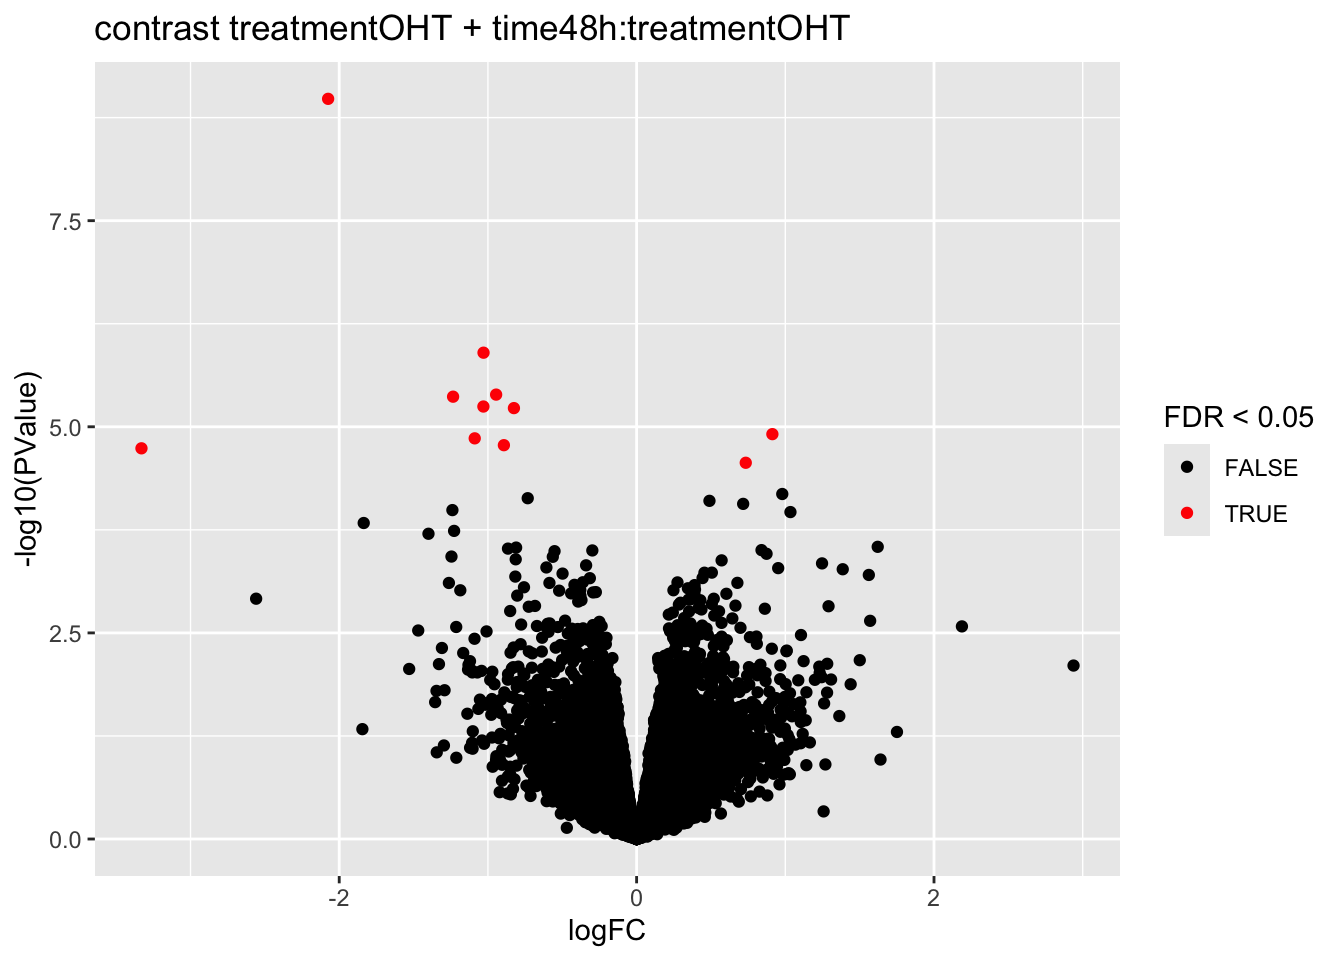 contrast treatmentOHT + time48h:treatmentOHT
-log10(PValue)
7.5
5.0
2.5
0.0
-2
0
2
logFC
FDR < 0.05
FALSE
TRUE